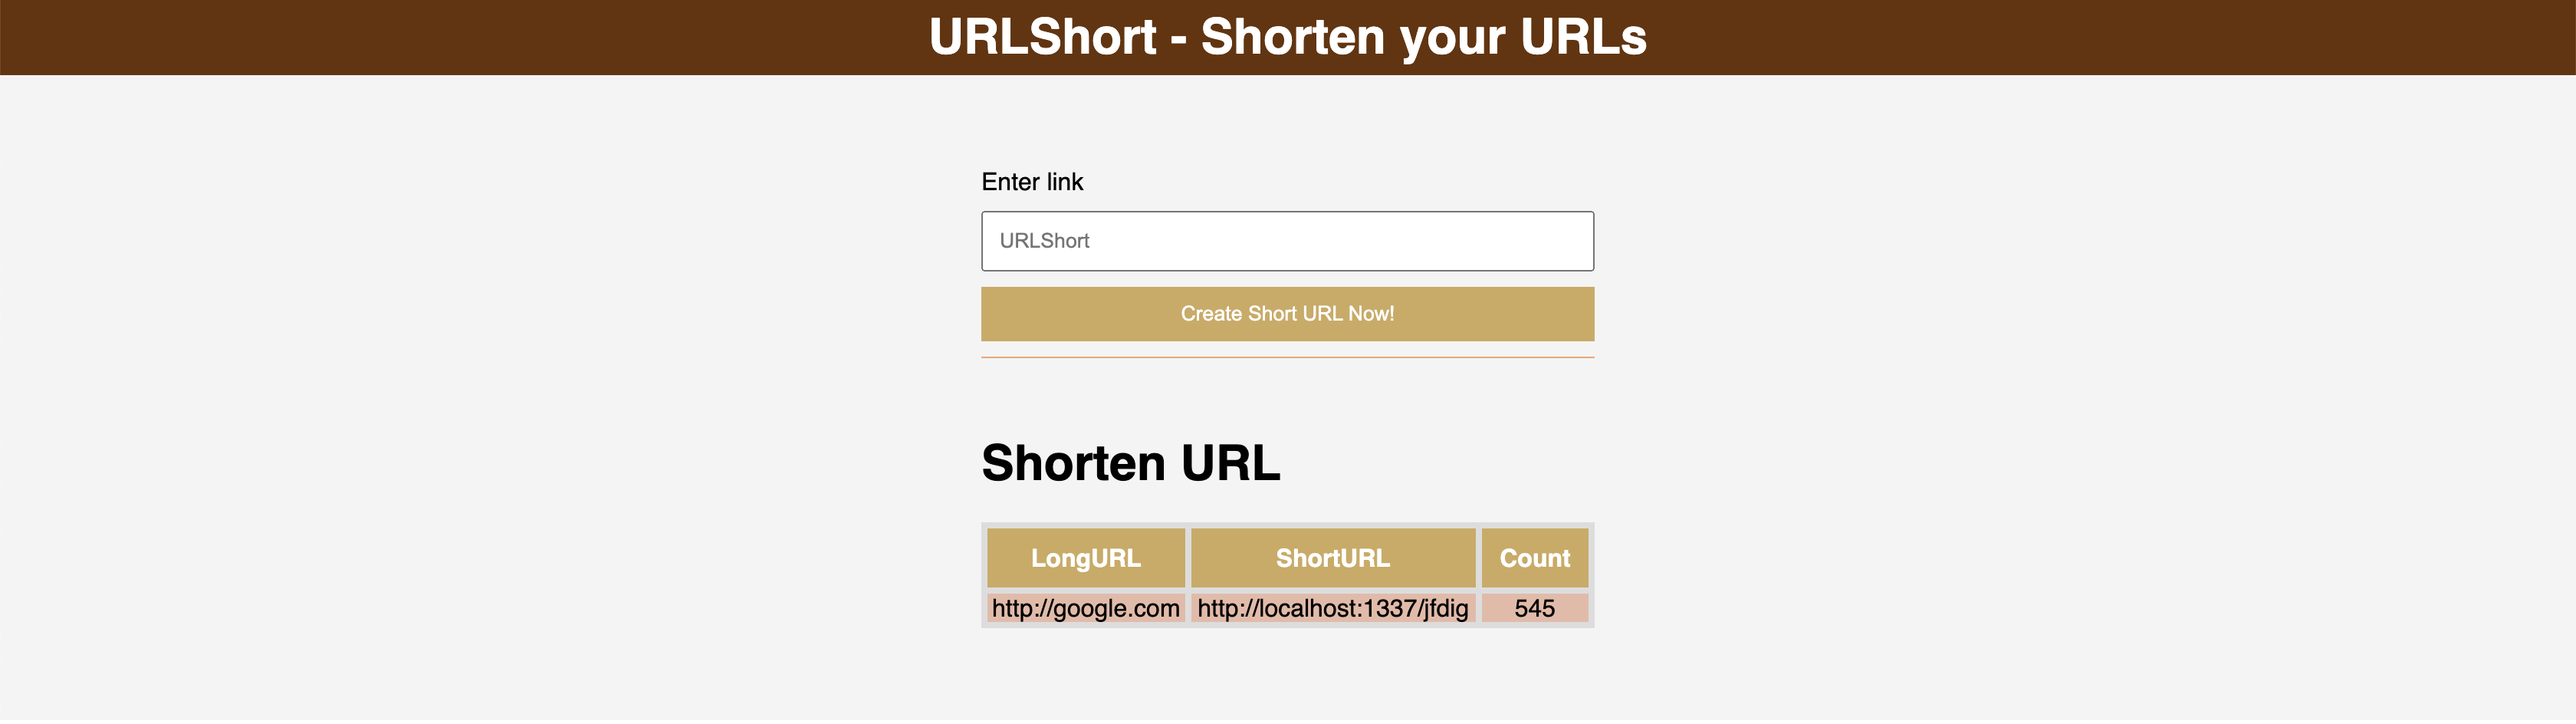 URLShort - Shorten your URLs
Enter link
URLShort
Create Short URL Now!
Shorten URL
LongURL ShortURL Count
http://google.com http://localhost:1337/jfdig 545